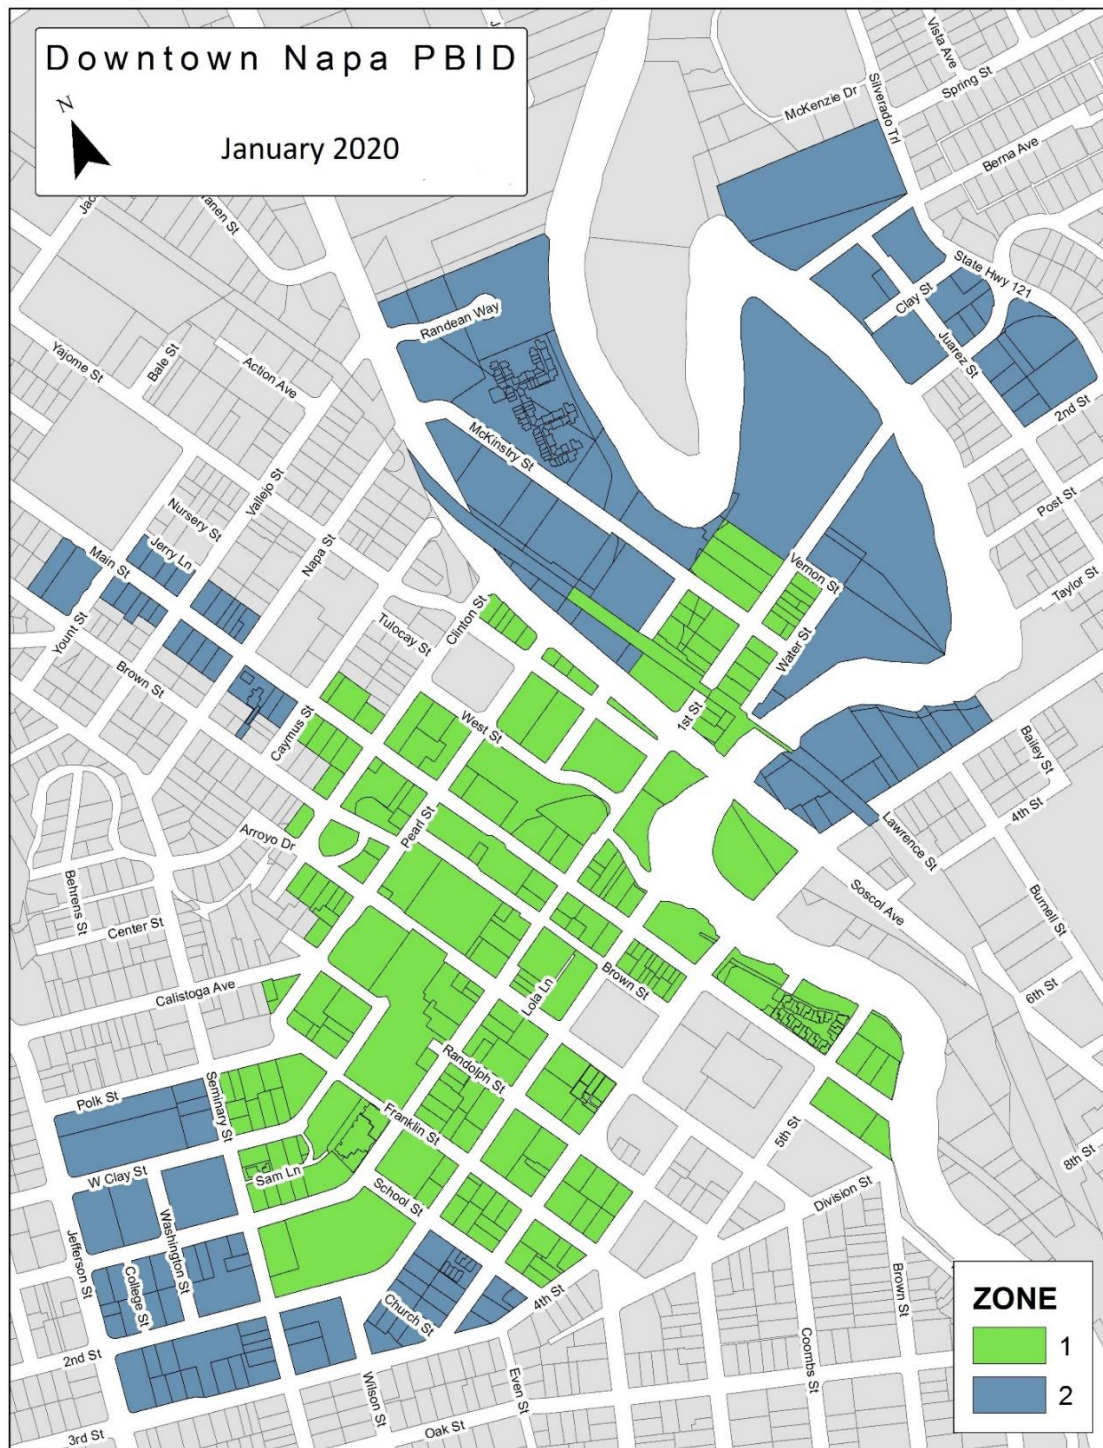 Downtown Napa PBID
N
January 2020
Vista Ave
Spring St
Silverado Trl
McKenzie Dr
Berna Ave
State Hwy 121
Clay St
Juarez St
2nd St
Randean Way
Yajome St
Bale St
Action Ave
McKinstry St
Vallejo St
Nursery St
Jerry Ln
Main St
Napa St
Post St
Vernon St
Taylor St
Clinton St
Tulocay St
Yount St
Brown St
Water St
West St
1st St
Caymus St
Bailey St
4th St
Pearl St
Arroyo Dr
Lawrence St
Soscol Ave
Behrens St
Center St
Burnell St
Calistoga Ave
Lola Ln
Brown St
6th St
Randolph St
Polk St
Seminary St
Franklin St
5th St
8th St
W Clay St
Sam Ln
School St
Division St
Washington St
Jefferson St
College St
Church St
4th St
Brown St
2nd St
Wilson St
Even St
Coombs St
3rd St
Oak St
ZONE
1
2